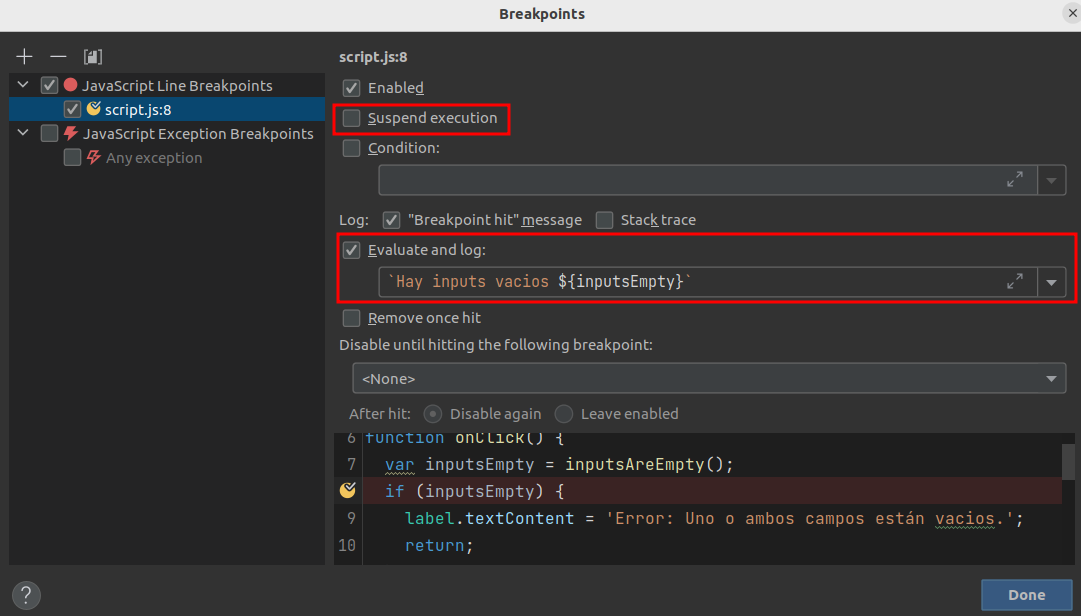 Breakpoints
JavaScript Line Breakpoints
script.js:8
JavaScript Exception Breakpoints
Any exception
script.js:8
Enabled
Suspend execution
Condition:
Log: "Breakpoint hit" message Stack trace
Evaluate and log:
`Hay inputs vacios ${inputsEmpty}`
Remove once hit
Disable until hitting the following breakpoint:
<None>
After hit: Disable again Leave enabled
6 function onClick() {
7 var inputsEmpty = inputsAreEmpty();
if (inputsEmpty) {
9 label.textContent = 'Error: Uno o ambos campos están vacios.';
10 return;
? Done